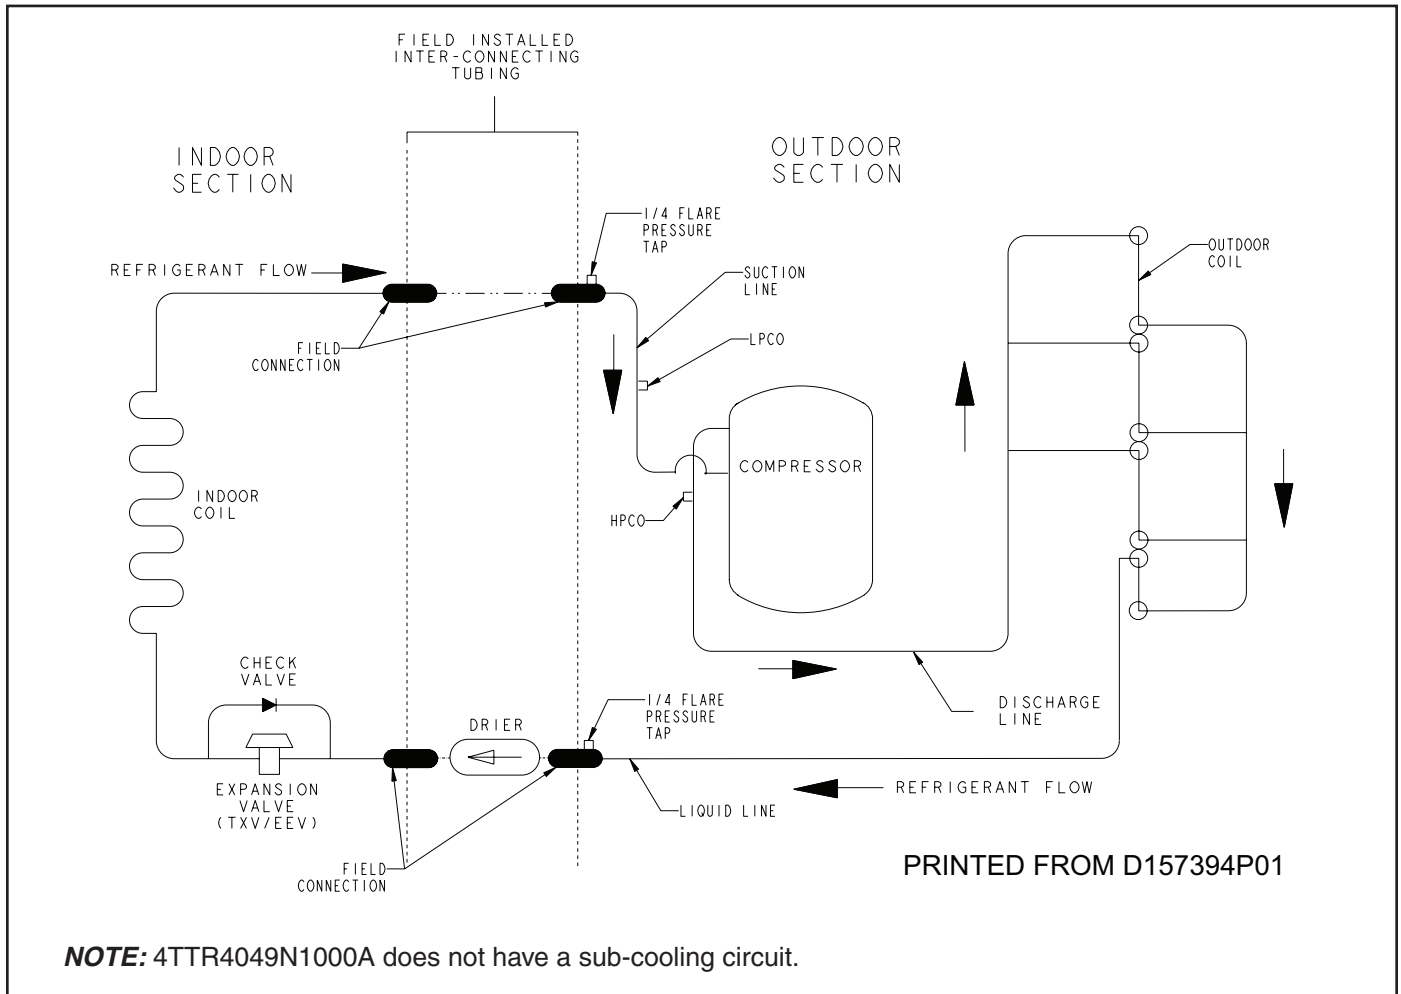 FIELD INSTALLED
INTER-CONNECTING
TUBING
INDOOR
SECTION
OUTDOOR
SECTION
1/4 FLARE
PRESSURE
TAP
OUTDOOR
COIL
REFRIGERANT FLOW
SUCTION
LINE
FIELD
CONNECTION
LPCO
COMPRESSOR
INDOOR
COIL
HPCO
CHECK
VALVE
1/4 FLARE
PRESSURE
TAP
DISCHARGE
LINE
DRIER
EXPANSION
VALVE
(TXV/EEV)
REFRIGERANT FLOW
LIQUID LINE
FIELD
CONNECTION
PRINTED FROM D157394P01
NOTE: 4TTR4049N1000A does not have a sub-cooling circuit.